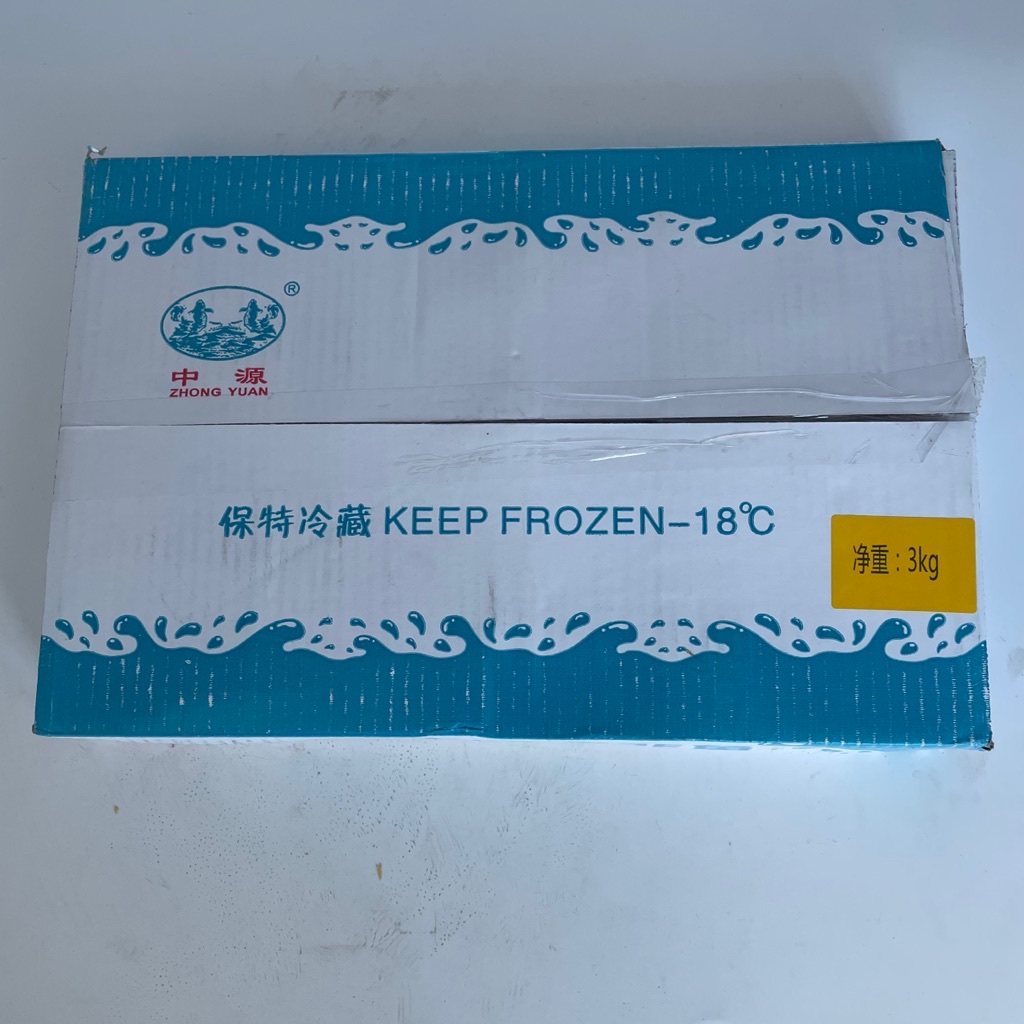 ®
中 源
ZHONG YUAN
保特冷藏 KEEP FROZEN-18℃
净重：3kg